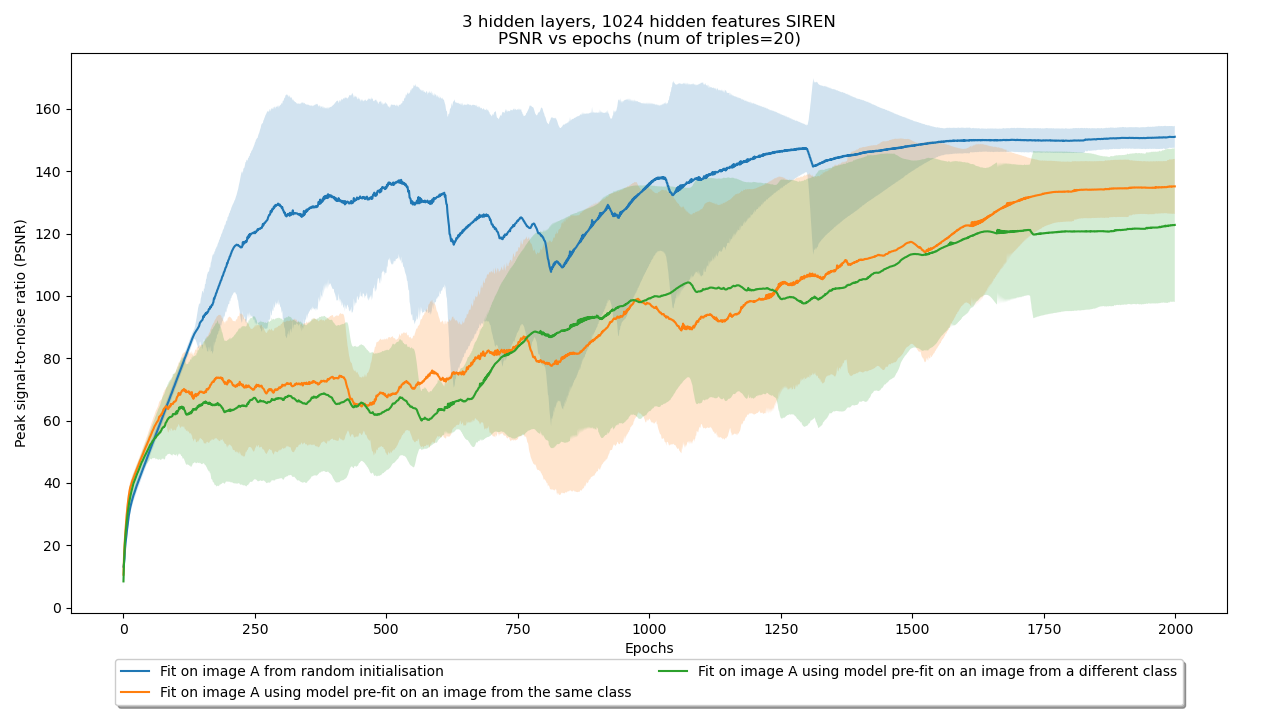 3 hidden layers, 1024 hidden features SIREN
PSNR vs epochs (num of triples=20)
Peak signal-to-noise ratio (PSNR)
160
140
120
100
80
60
40
20
0
0 250 500 750 1000 1250 1500 1750 2000
Epochs
Fit on image A from random initialisation
Fit on image A using model pre-fit on an image from the same class
Fit on image A using model pre-fit on an image from a different class